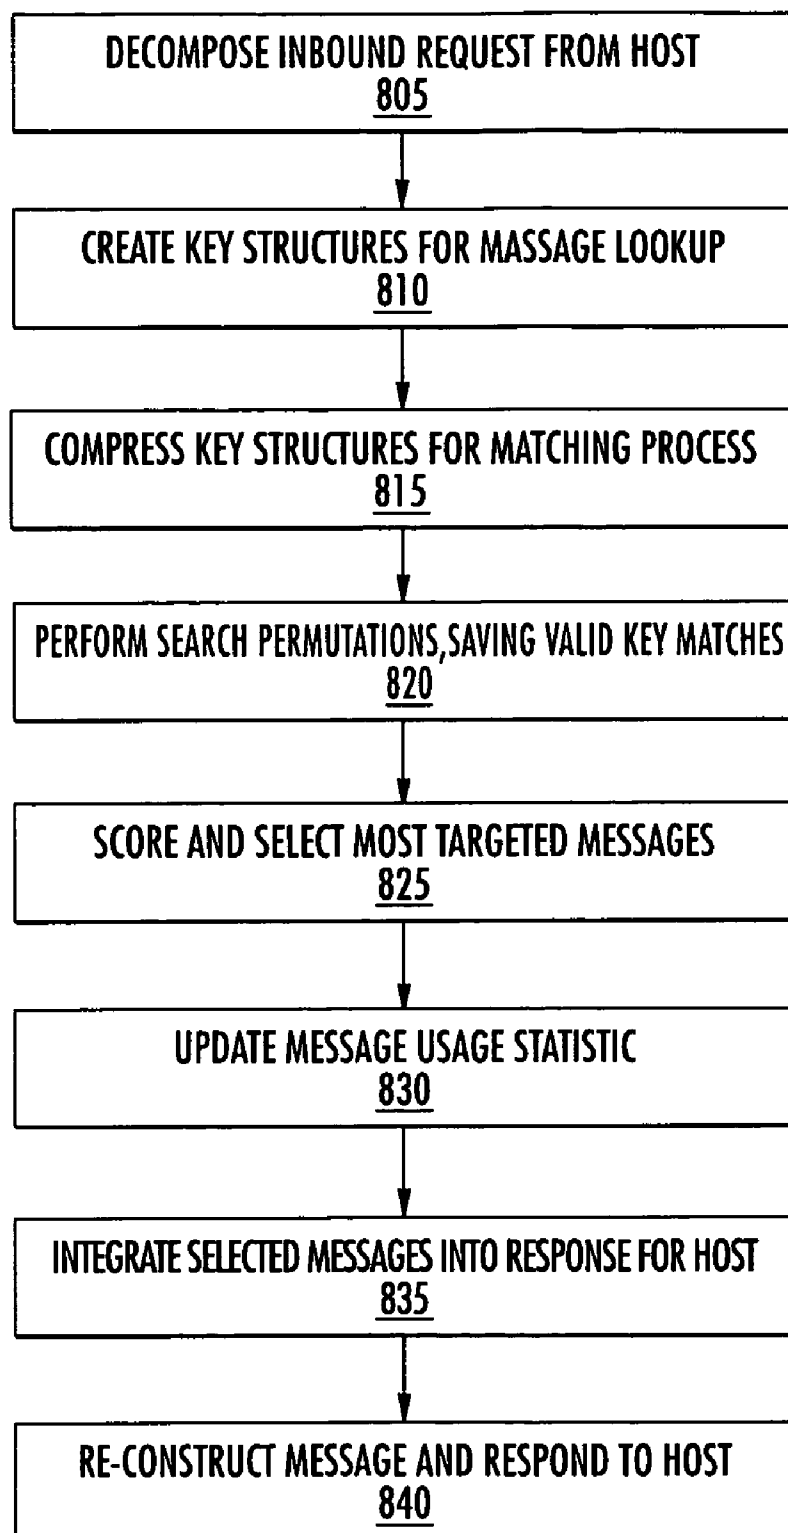 DECOMPOSE INBOUND REQUEST FROM HOST
805
CREATE KEY STRUCTURES FOR MASSAGE LOOKUP
810
COMPRESS KEY STRUCTURES FOR MATCHING PROCESS
815
PERFORM SEARCH PERMUTATIONS,SAVING VALID KEY MATCHES
820
SCORE AND SELECT MOST TARGETED MESSAGES
825
UPDATE MESSAGE USAGE STATISTIC
830
INTEGRATE SELECTED MESSAGES INTO RESPONSE FOR HOST
835
RE-CONSTRUCT MESSAGE AND RESPOND TO HOST
840